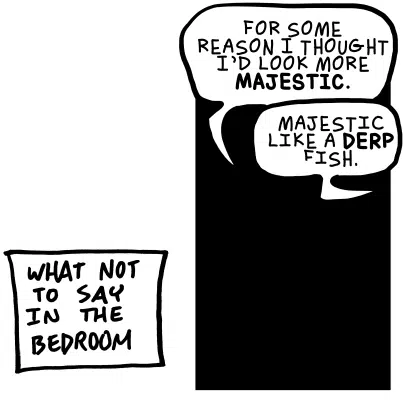 FOR SOME
REASON I THOUGHT
I'D LOOK MORE
MAJESTIC.
MAJESTIC
LIKE A DERP
FISH.
WHAT NOT
TO SAY
IN THE
BEDROOM